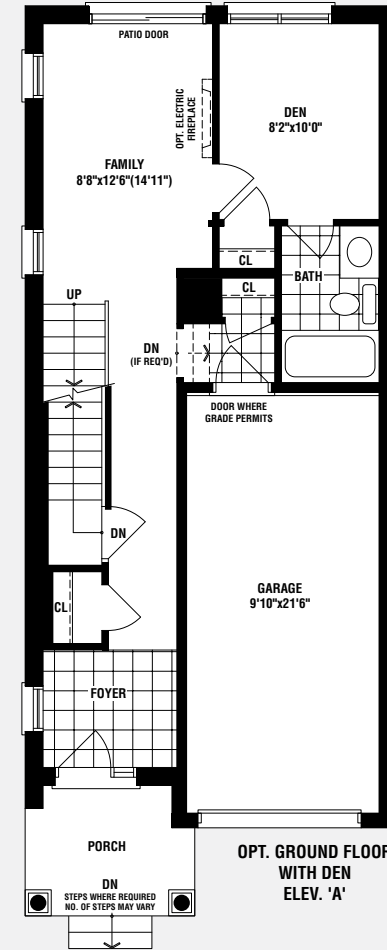 PATIO DOOR
OPT. ELECTRIC
FIREPLACE
DEN
8'2"x10'0"
FAMILY
8'8"x12'6"(14'11")
CL
BATH
CL
UP
DN
(IF REQ'D)
DOOR WHERE
GRADE PERMITS
DN
GARAGE
9'10"x21'6"
CL
FOYER
PORCH
DN
STEPS WHERE REQUIRED
NO. OF STEPS MAY VARY
OPT. GROUND FLOOR
WITH DEN
ELEV. 'A'